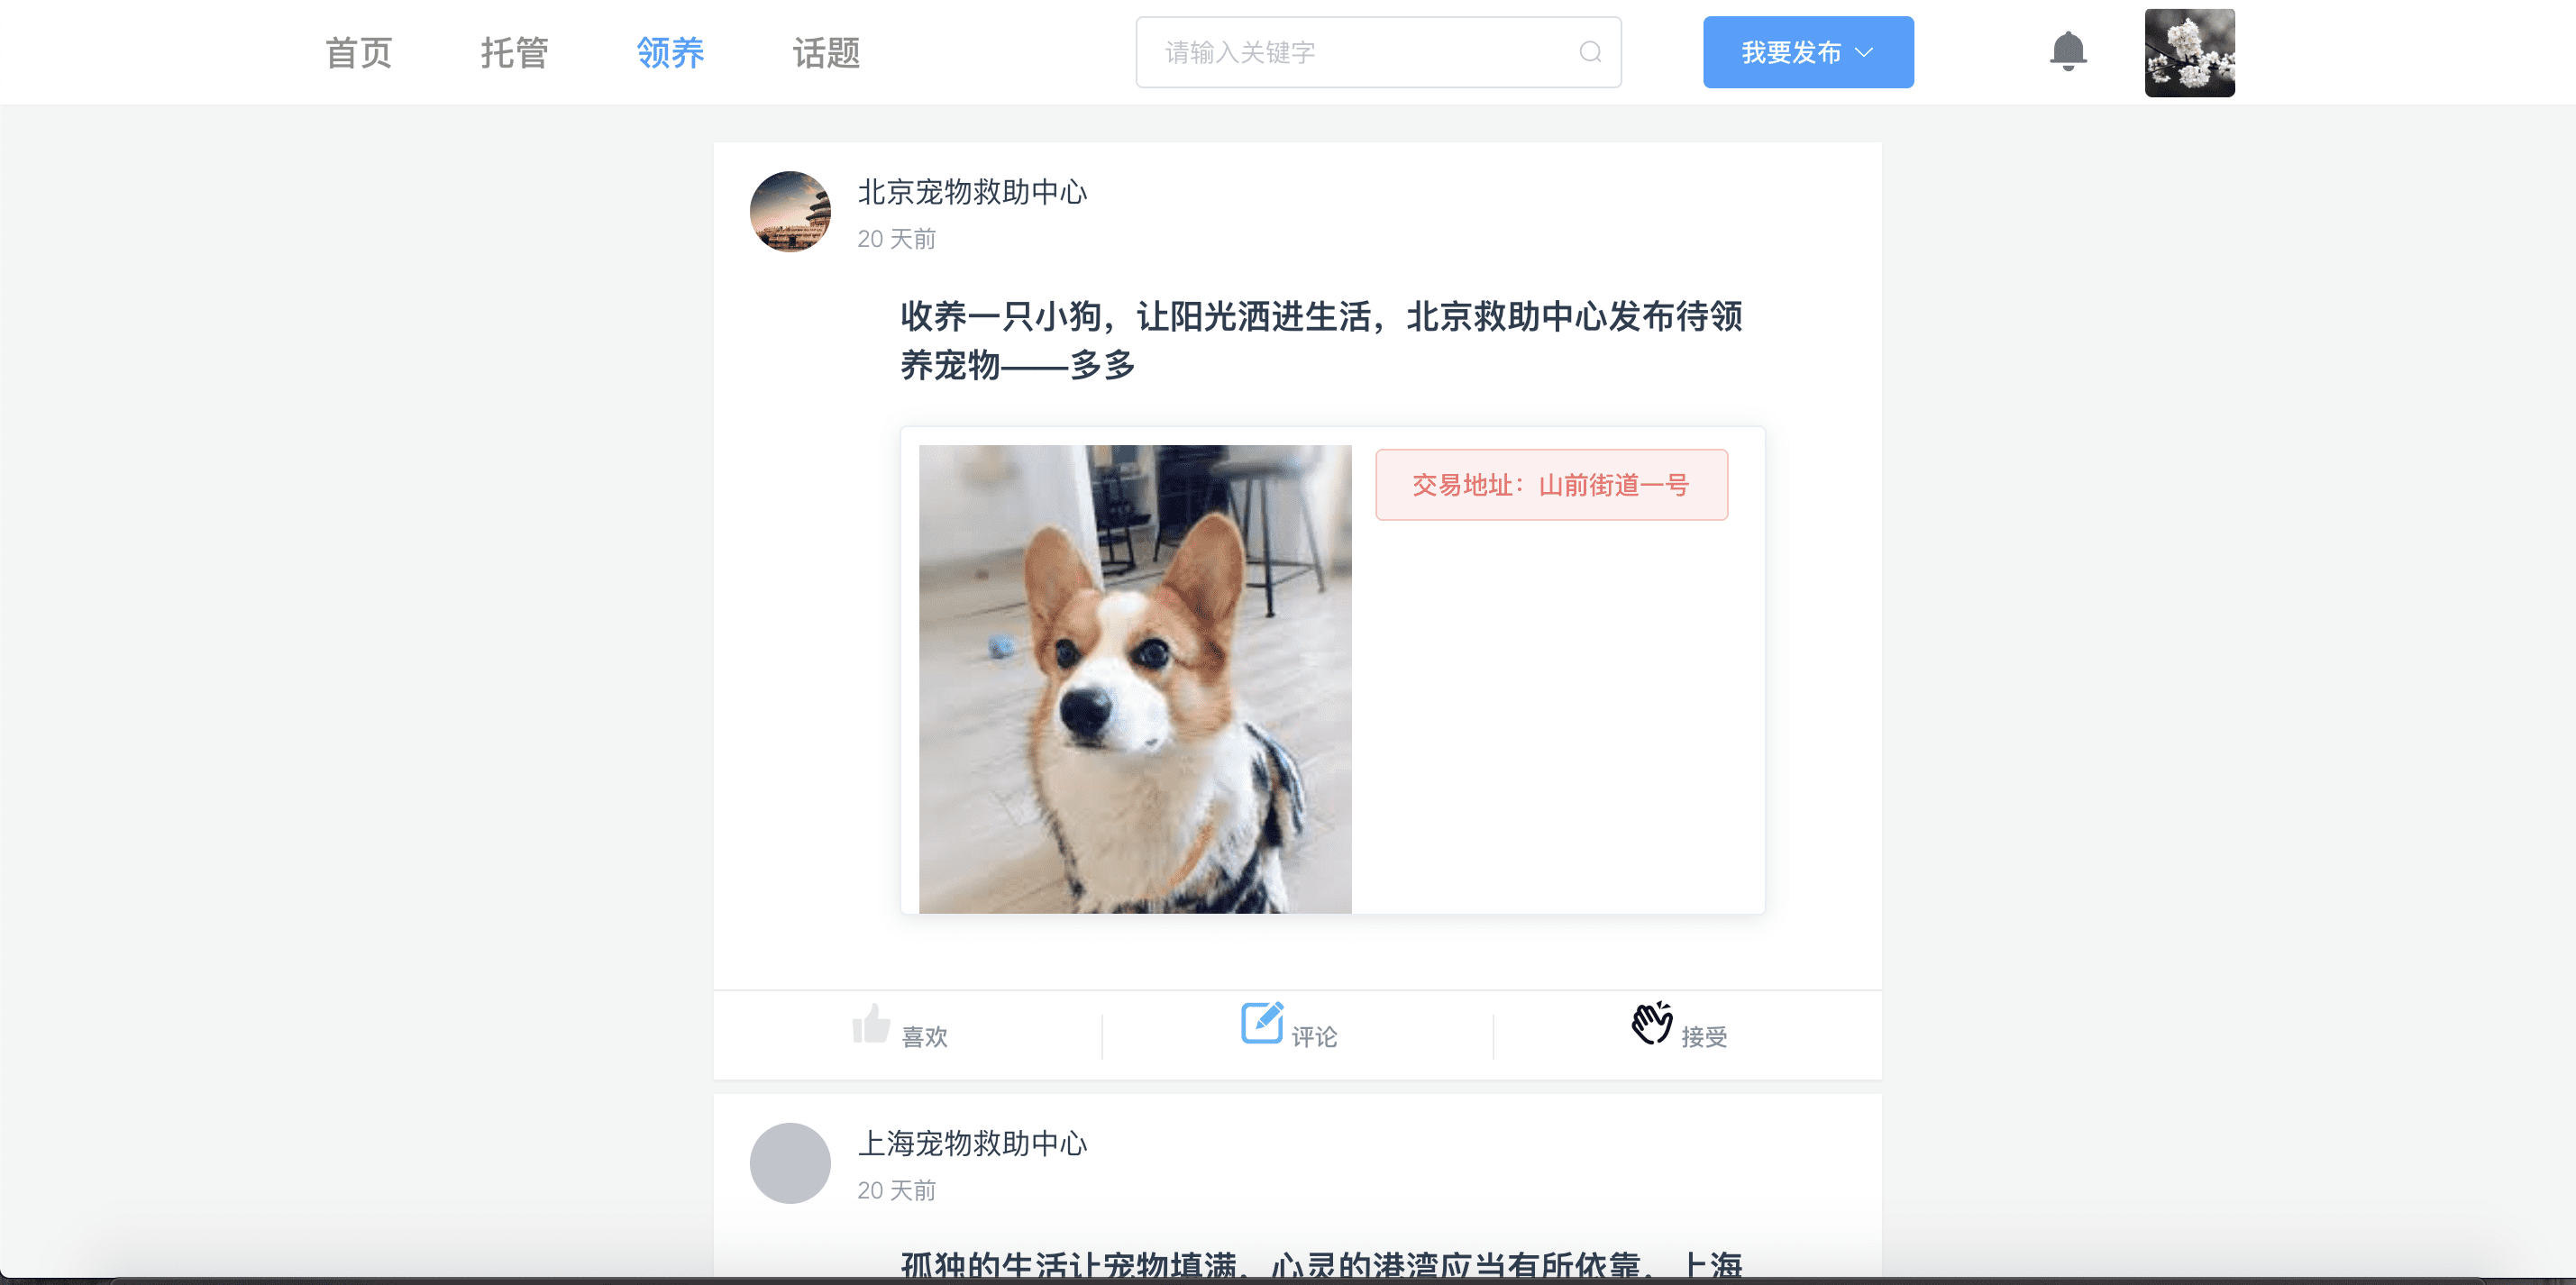 首页 托管 领养 话题 请输入关键字 我要发布
北京宠物救助中心
20 天前
收养一只小狗，让阳光洒进生活，北京救助中心发布待领
养宠物——多多
交易地址：山前街道一号
喜欢 评论 接受
上海宠物救助中心
20 天前
孤独的生活让宠物填满，心灵的港湾应当有所依靠，上海